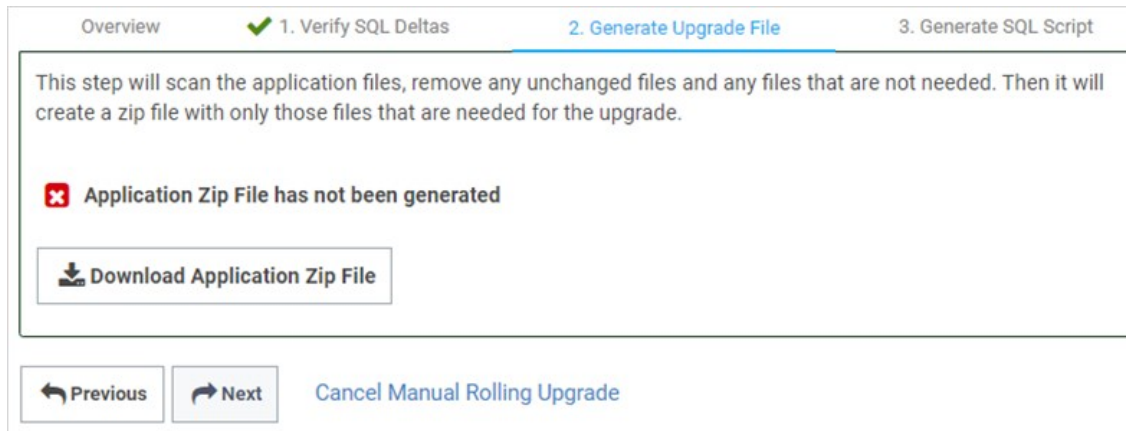 Overview 1. Verify SQL Deltas 2. Generate Upgrade File 3. Generate SQL Script
This step will scan the application files, remove any unchanged files and any files that are not needed. Then it will
create a zip file with only those files that are needed for the upgrade.
Application Zip File has not been generated
Download Application Zip File
Previous Next Cancel Manual Rolling Upgrade